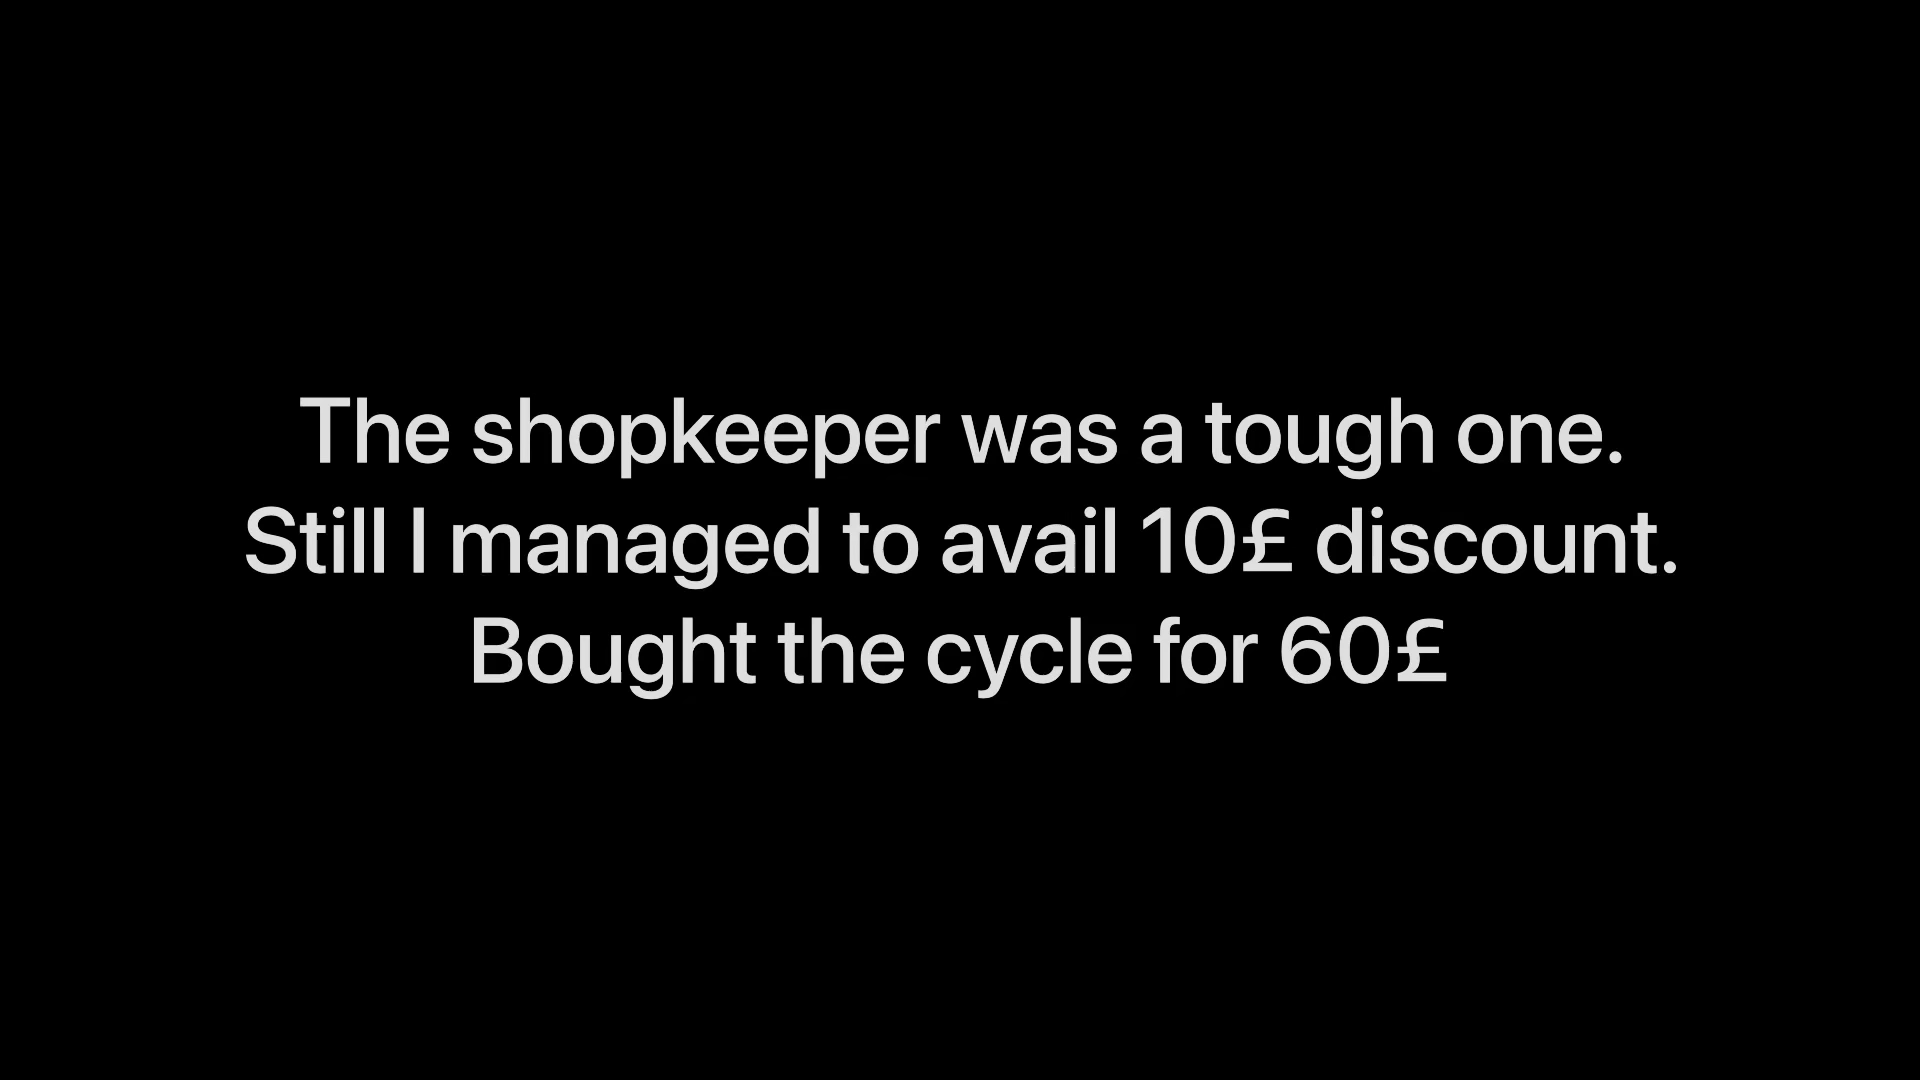 The shopkeeper was a tough one.
Still I managed to avail 10£ discount.
Bought the cycle for 60£